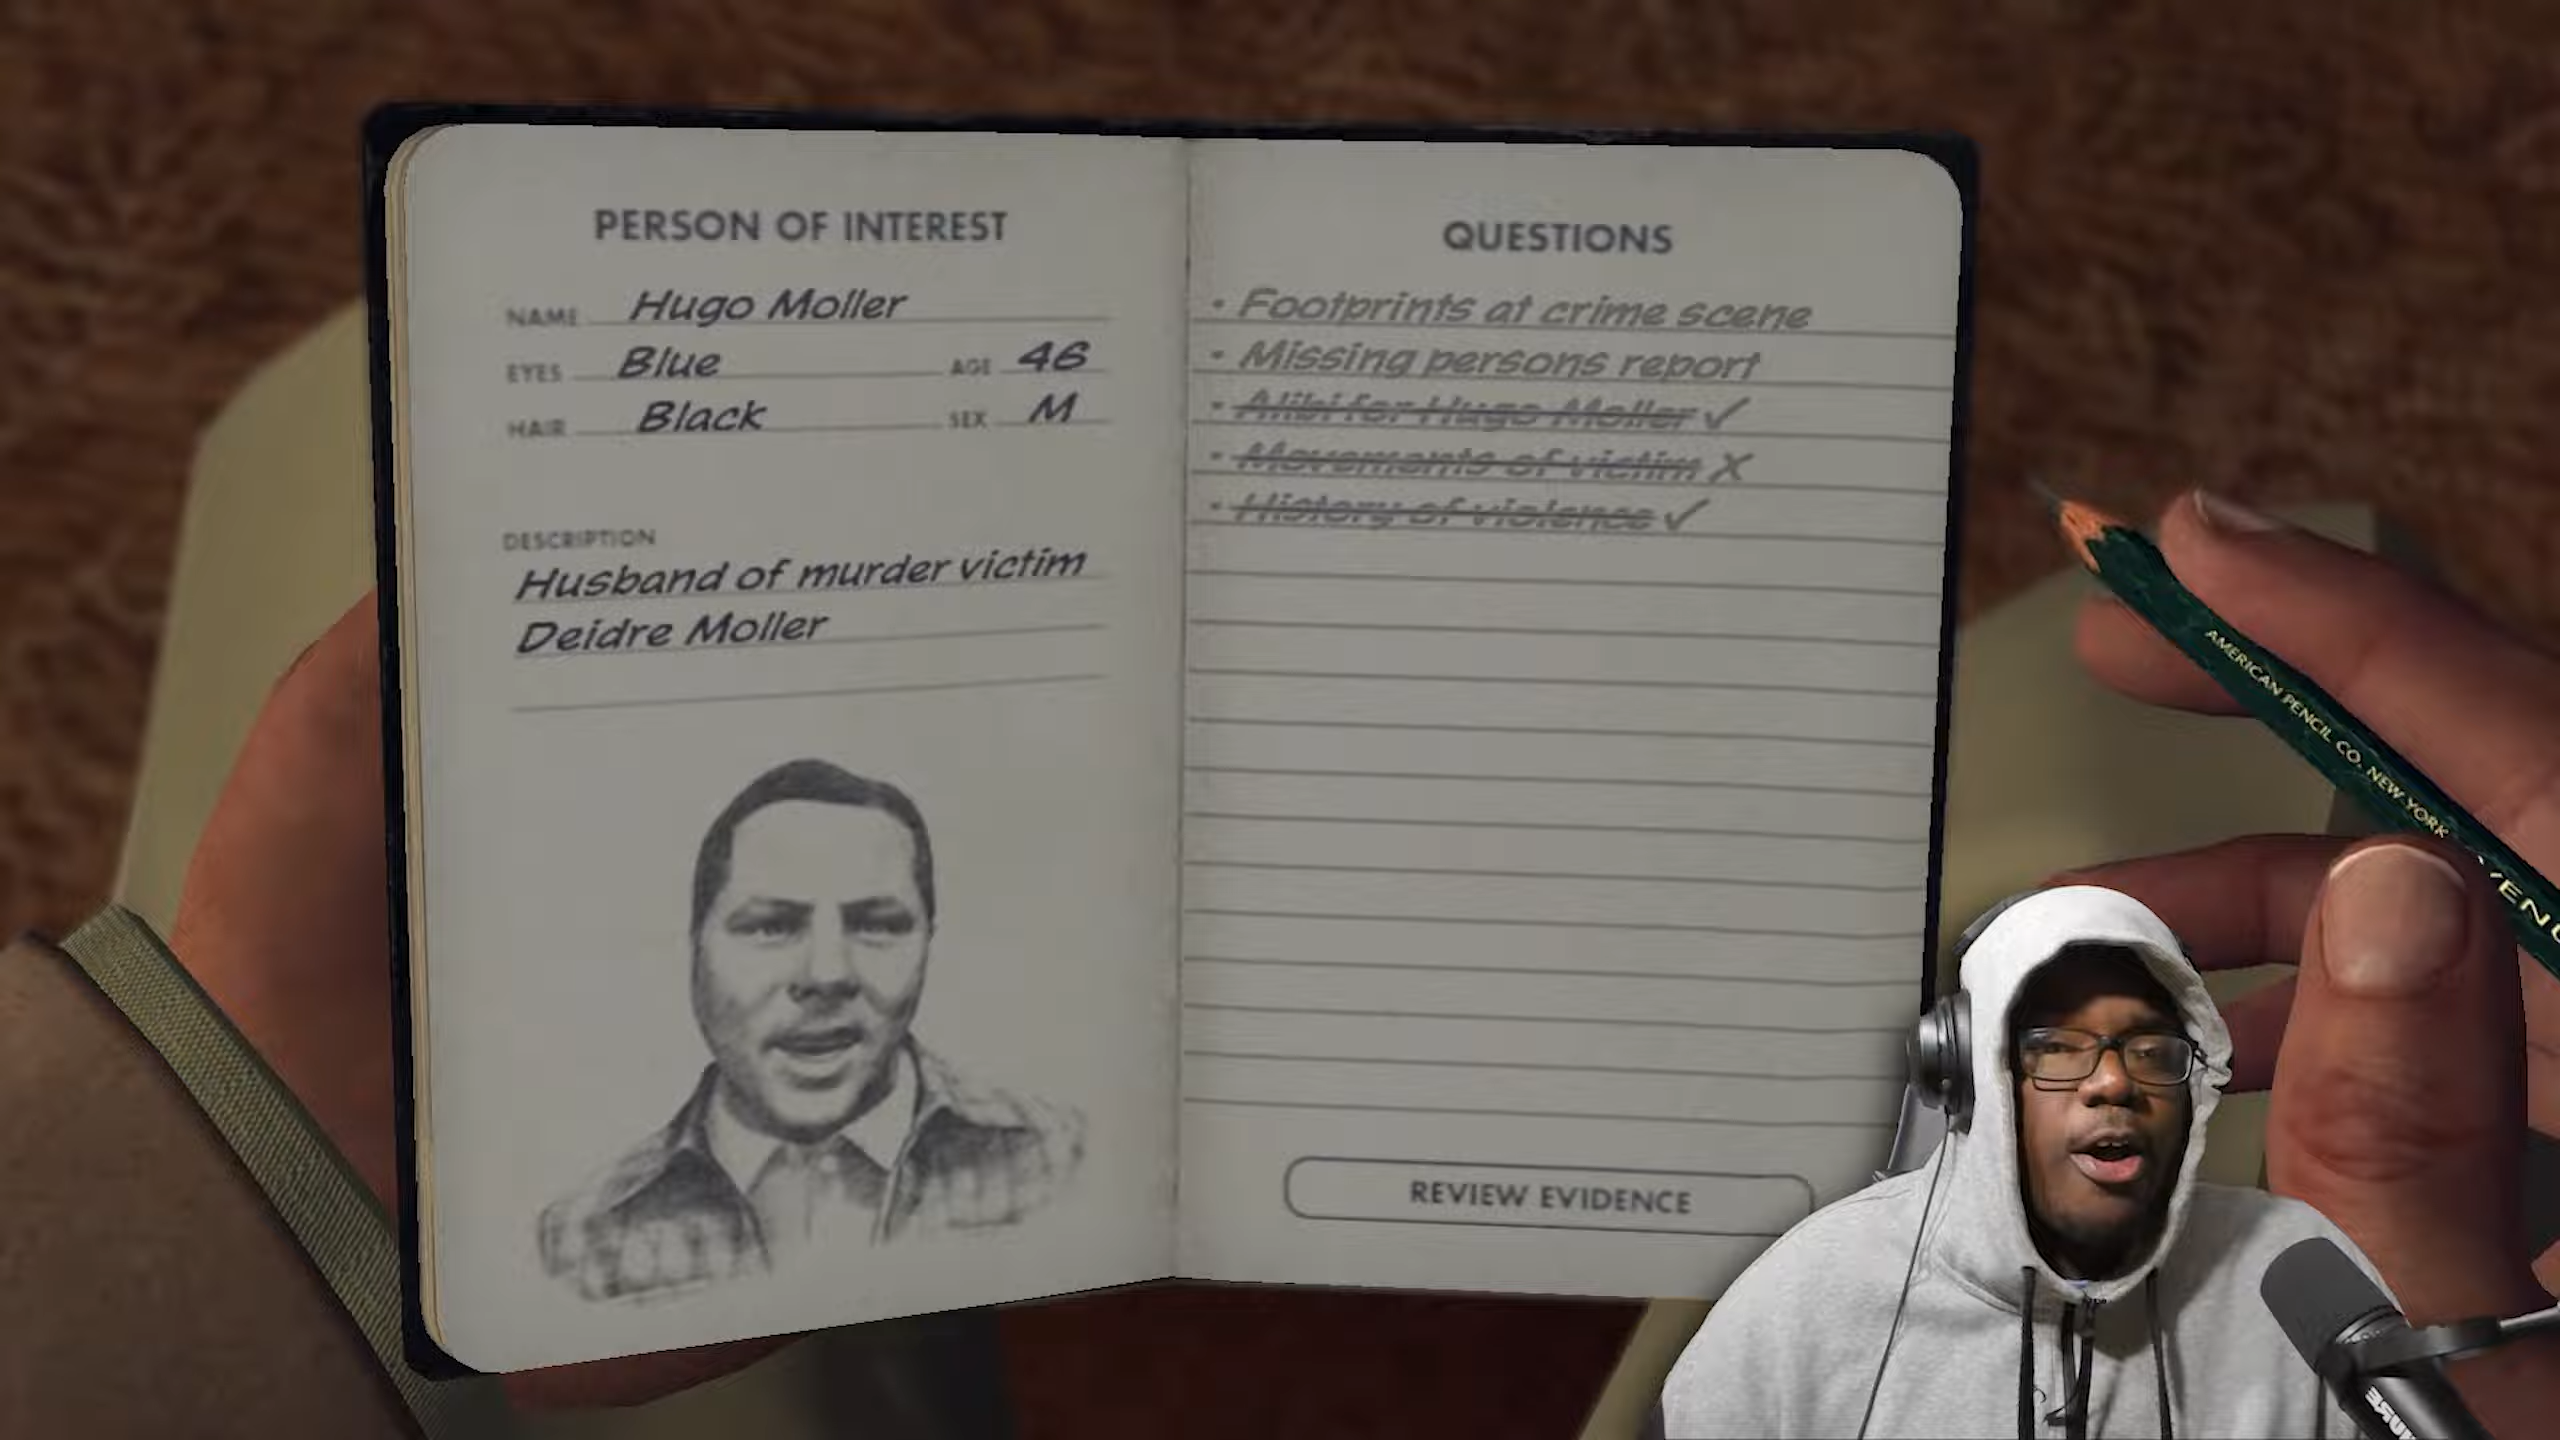 PERSON OF INTEREST
NAME Hugo Moller
EYES Blue AGE 46
HAIR Black SEX M
DESCRIPTION
Husband of murder victim
Deidre Moller
QUESTIONS
• Footprints at crime scene
• Missing persons report
• Alibi for Hugo Moller ✓
• Movements of victim X
• History of violence ✓
REVIEW EVIDENCE
AMERICAN PENCIL CO. NEW YORK